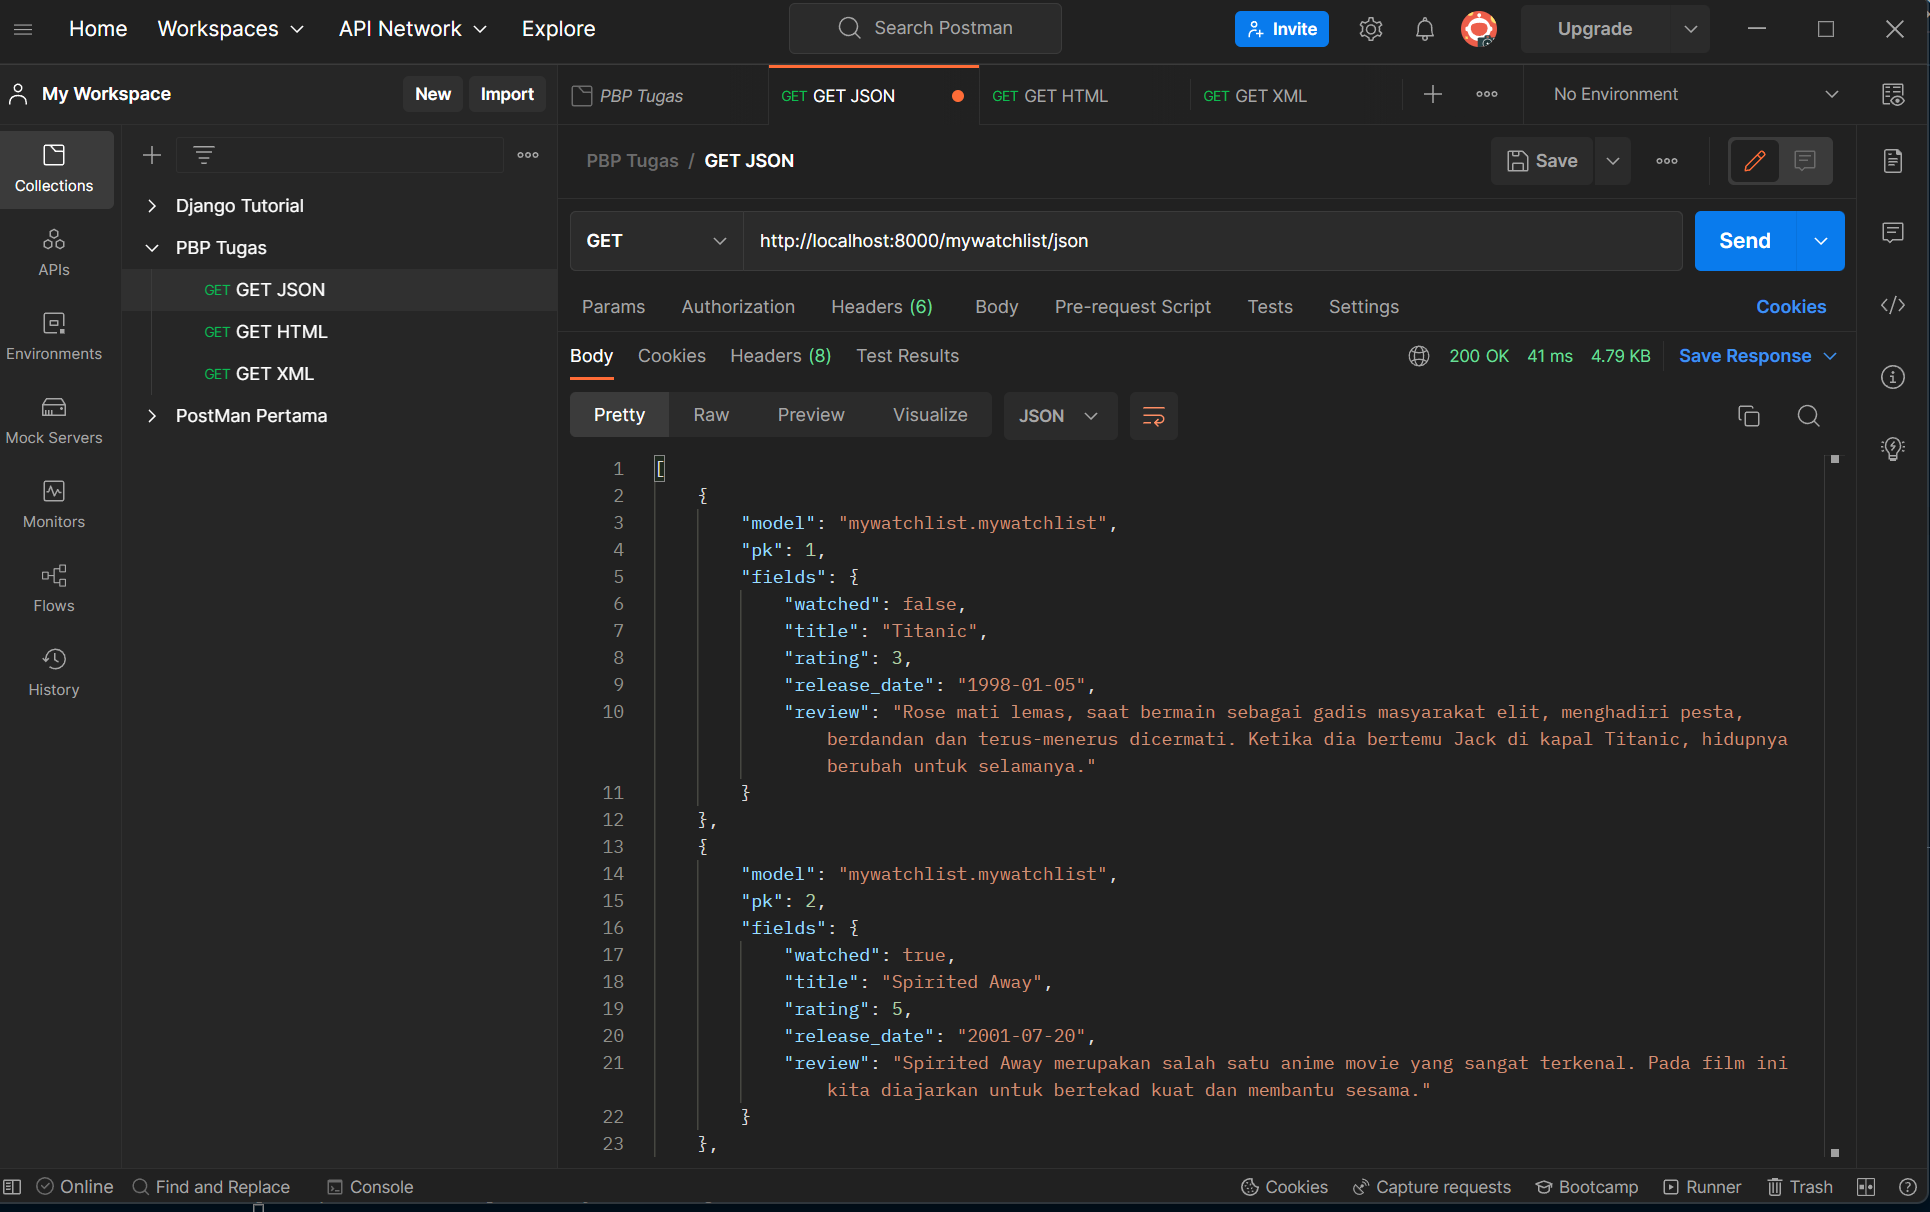 Home Workspaces API Network Explore Search Postman Invite Upgrade
My Workspace New Import
PBP Tugas GET GET JSON GET GET HTML GET GET XML No Environment
Collections
APIs
Environments
Mock Servers
Monitors
Flows
History
Django Tutorial
PBP Tugas
GET GET JSON
GET GET HTML
GET GET XML
PostMan Pertama
PBP Tugas / GET JSON Save
GET http://localhost:8000/mywatchlist/json Send
Params Authorization Headers (6) Body Pre-request Script Tests Settings Cookies
Body Cookies Headers (8) Test Results 200 OK 41 ms 4.79 KB Save Response
Pretty Raw Preview Visualize JSON
1 [
2 {
3 "model": "mywatchlist.mywatchlist",
4 "pk": 1,
5 "fields": {
6 "watched": false,
7 "title": "Titanic",
8 "rating": 3,
9 "release_date": "1998-01-05",
10 "review": "Rose mati lemas, saat bermain sebagai gadis masyarakat elit, menghadiri pesta,
berdandan dan terus-menerus dicermati. Ketika dia bertemu Jack di kapal Titanic, hidupnya
berubah untuk selamanya."
11 }
12 },
13 {
14 "model": "mywatchlist.mywatchlist",
15 "pk": 2,
16 "fields": {
17 "watched": true,
18 "title": "Spirited Away",
19 "rating": 5,
20 "release_date": "2001-07-20",
21 "review": "Spirited Away merupakan salah satu anime movie yang sangat terkenal. Pada film ini
kita diajarkan untuk bertekad kuat dan membantu sesama."
22 }
23 },
Online Find and Replace Console Cookies Capture requests Bootcamp Runner Trash